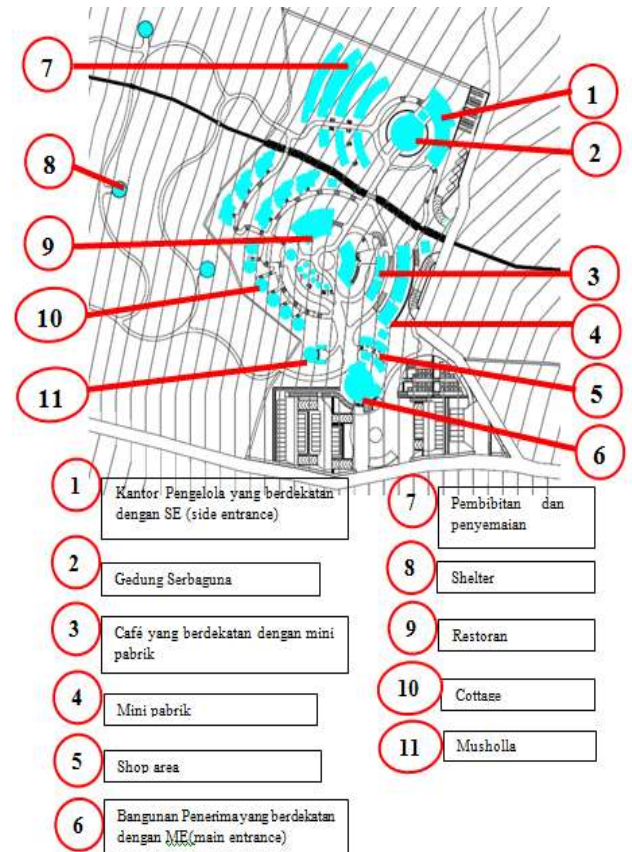 7
1
2
8
9
3
10
4
11
5
6
1
Kantor Pengelola yang berdekatan
dengan SE (side entrance)
2
Gedung Serbaguna
3
Café yang berdekatan dengan mini
pabrik
4
Mini pabrik
5
Shop area
6
Bangunan Penerima yang berdekatan
dengan ME(main entrance)
7
Pembibitan dan
penyemaian
8
Shelter
9
Restoran
10
Cottage
11
Musholla